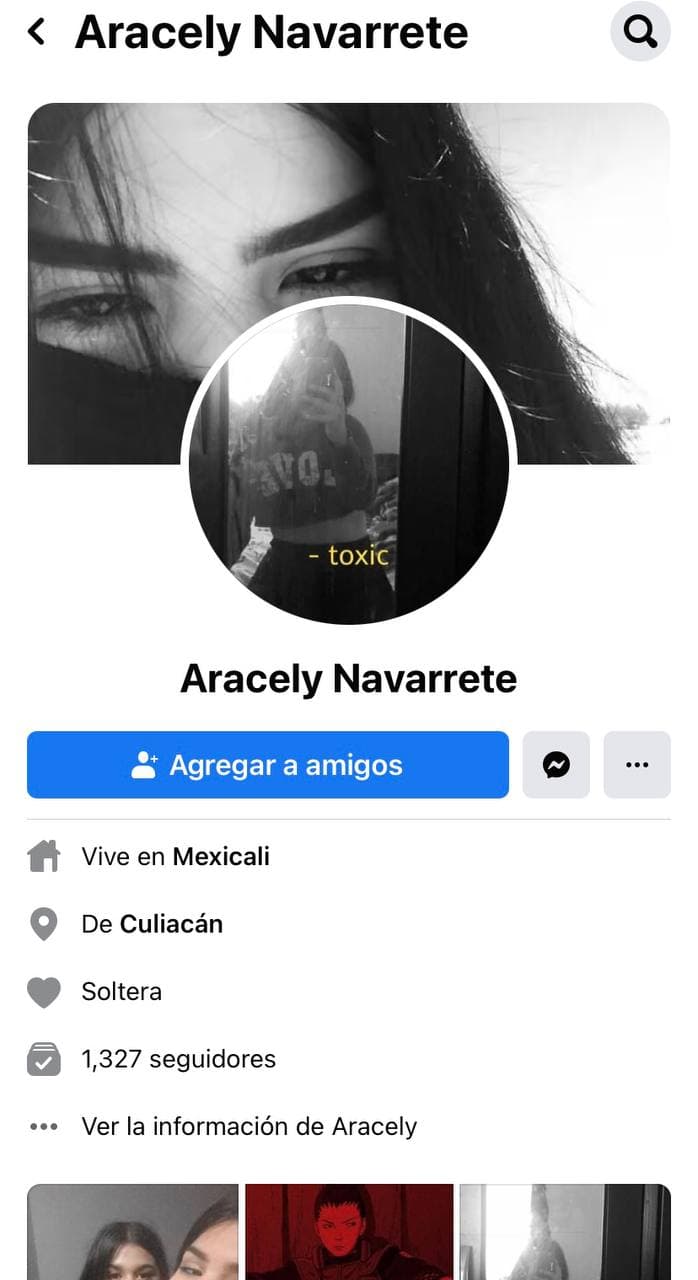 Aracely Navarrete
- toxic
Aracely Navarrete
Agregar a amigos
Vive en Mexicali
De Culiacán
Soltera
1,327 seguidores
Ver la información de Aracely